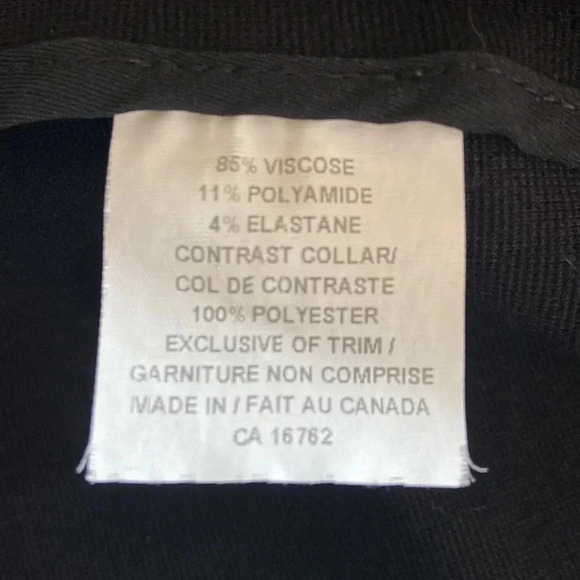 85% VISCOSE
11% POLYAMIDE
4% ELASTANE
CONTRAST COLLAR/
COL DE CONTRASTE
100% POLYESTER
EXCLUSIVE OF TRIM /
GARNITURE NON COMPRISE
MADE IN / FAIT AU CANADA
CA 16762